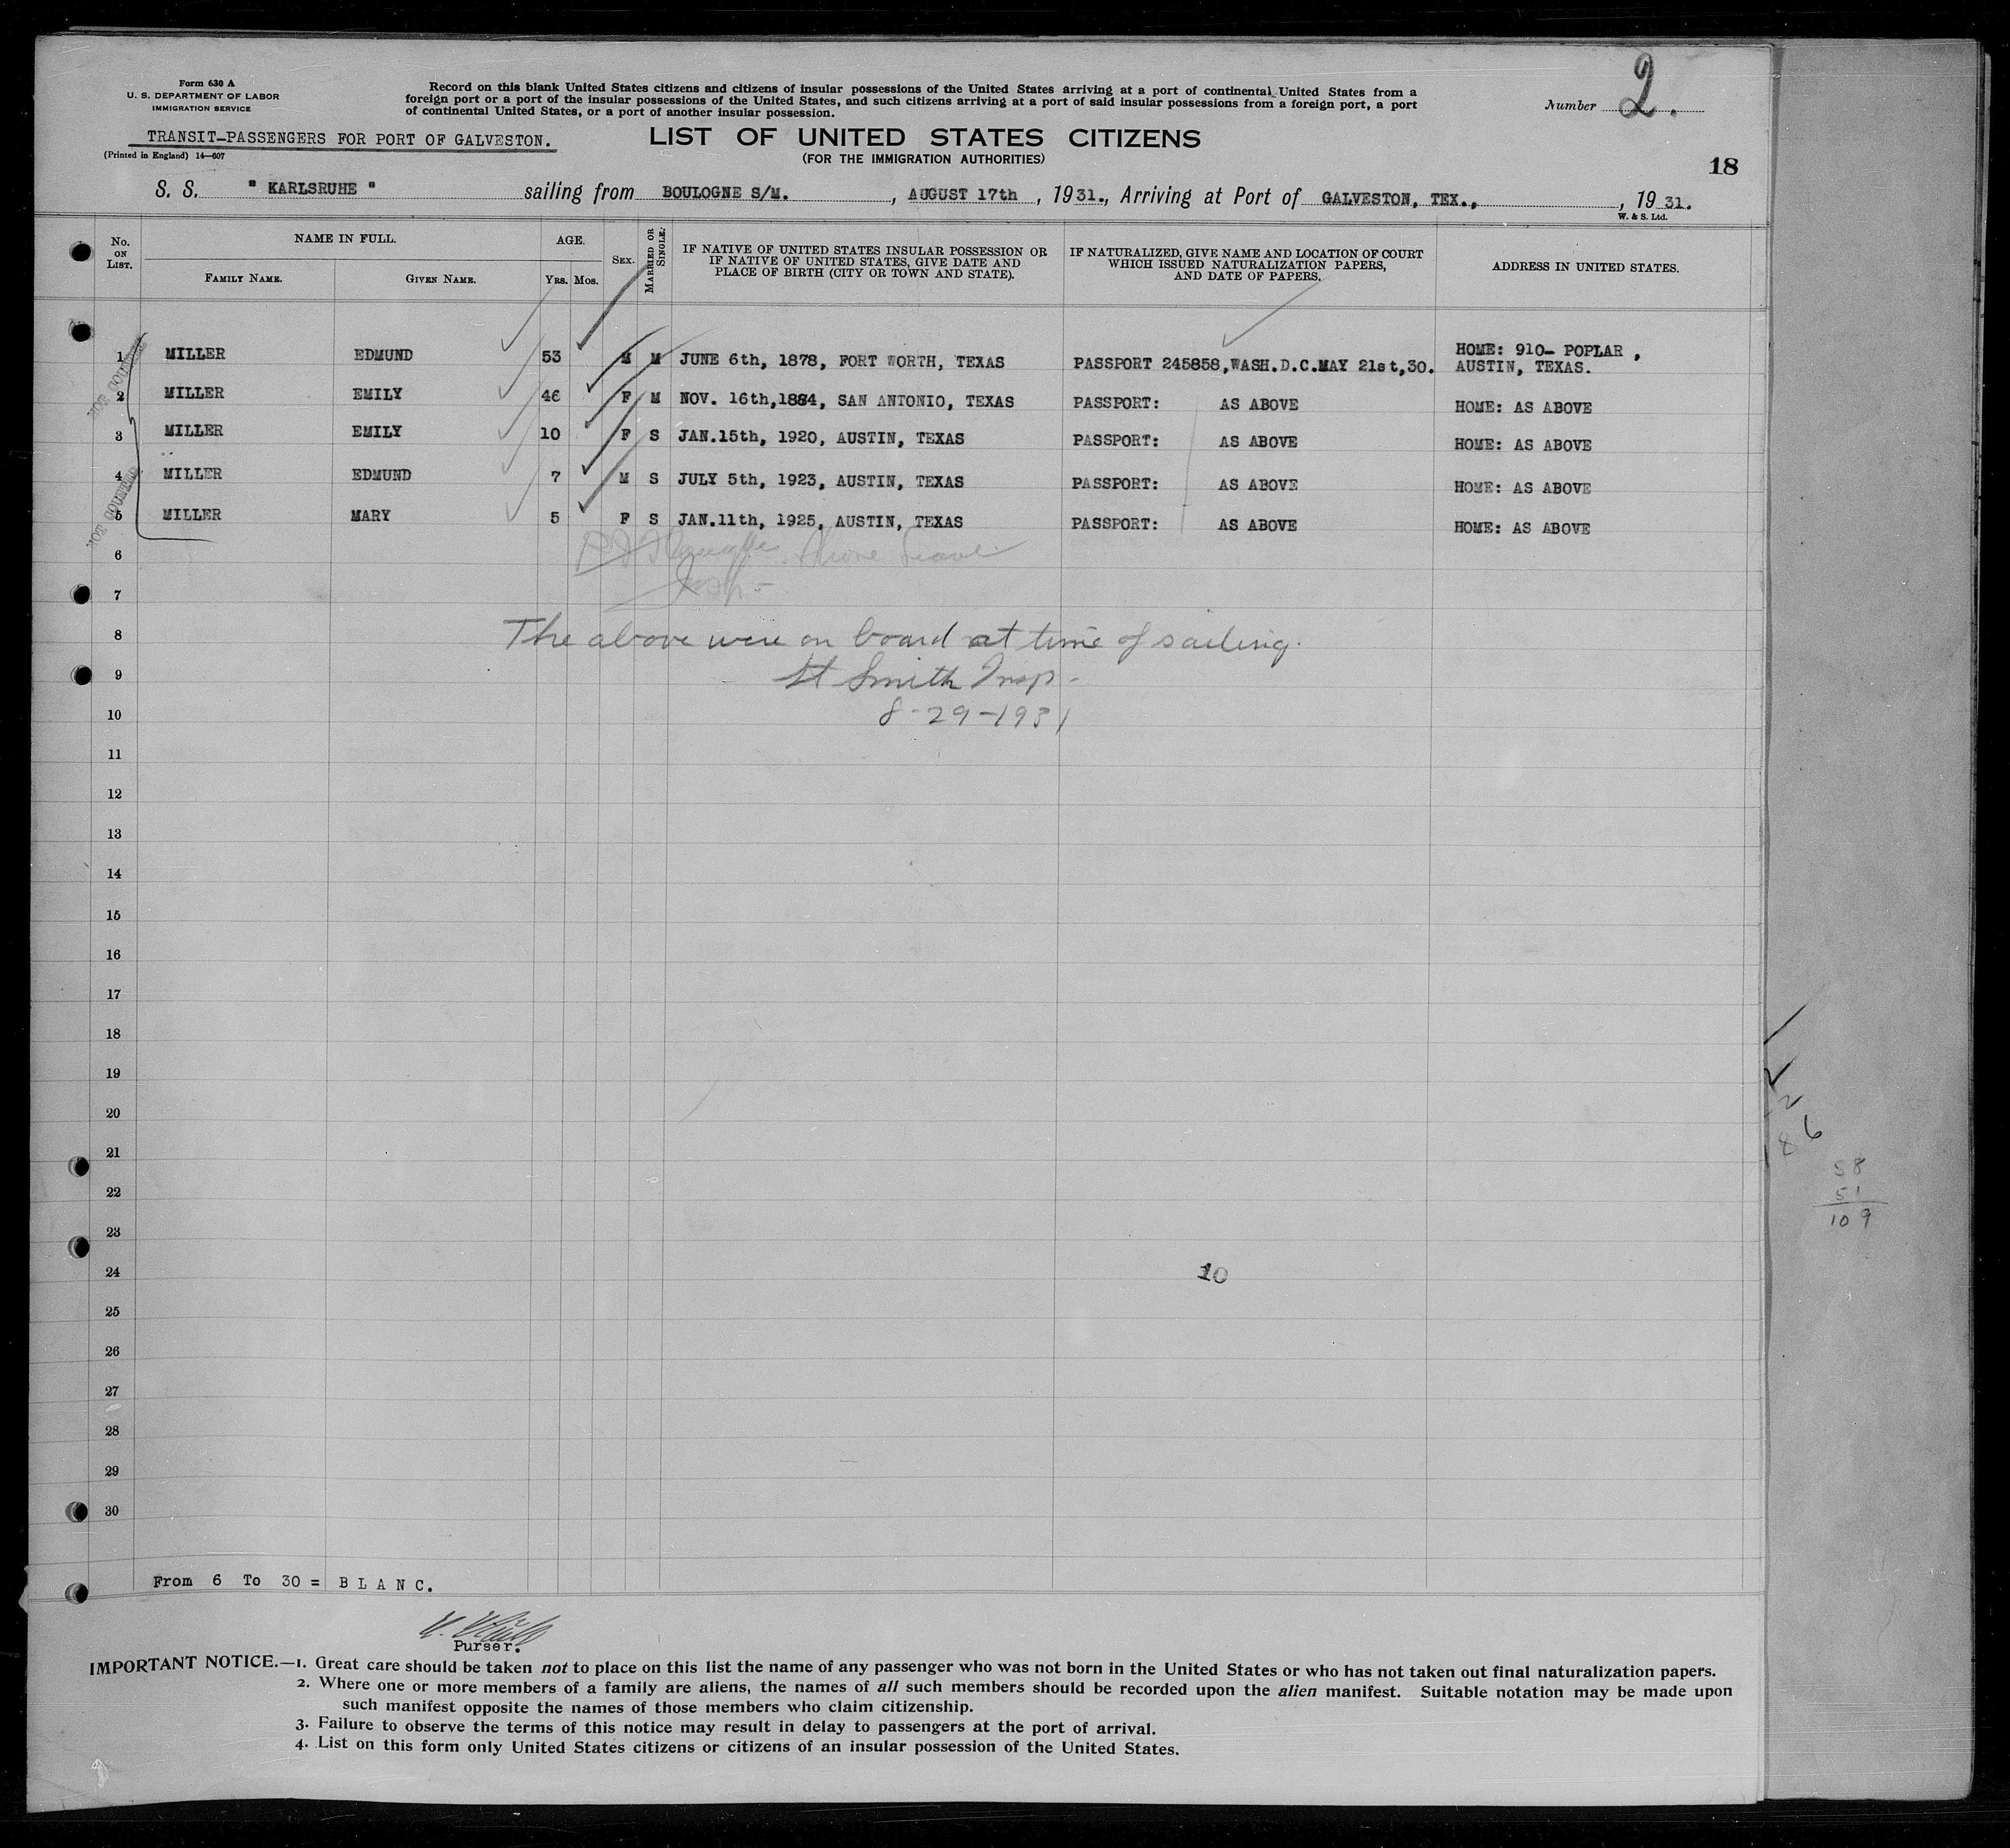 Form 630 A
U. S. DEPARTMENT OF LABOR
IMMIGRATION SERVICE
Record on this blank United States citizens and citizens of insular possessions of the United States arriving at a port of continental United States from a
foreign port or a port of the insular possessions of the United States, and such citizens arriving at a port of said insular possessions from a foreign port, a port
of continental United States, or a port of another insular possession.
Number 2.
TRANSIT-PASSENGERS FOR PORT OF GALVESTON.
LIST OF UNITED STATES CITIZENS
(Printed in England) 14—607
(FOR THE IMMIGRATION AUTHORITIES)
18
S. S. " KARLSRUHE " sailing from BOULOGNE S/M. , AUGUST 17th , 1931., Arriving at Port of GALVESTON, TEX., , 1931.
W. & S. Ltd.
No. ON LIST.
NAME IN FULL.
FAMILY NAME. GIVEN NAME.
AGE.
YRS. MOS.
SEX.
MARRIED OR SINGLE.
IF NATIVE OF UNITED STATES INSULAR POSSESSION OR
IF NATIVE OF UNITED STATES, GIVE DATE AND
PLACE OF BIRTH (CITY OR TOWN AND STATE).
IF NATURALIZED, GIVE NAME AND LOCATION OF COURT
WHICH ISSUED NATURALIZATION PAPERS,
AND DATE OF PAPERS.
ADDRESS IN UNITED STATES.
NOT COUNTED
1 MILLER EDMUND 53 M M JUNE 6th, 1878, FORT WORTH, TEXAS PASSPORT 245858,WASH.D.C.MAY 21st,30. HOME: 910- POPLAR ,
AUSTIN, TEXAS.
2 MILLER EMILY 46 F M NOV. 16th,1884, SAN ANTONIO, TEXAS PASSPORT: AS ABOVE HOME: AS ABOVE
3 MILLER EMILY 10 F S JAN.15th, 1920, AUSTIN, TEXAS PASSPORT: AS ABOVE HOME: AS ABOVE
4 MILLER EDMUND 7 M S JULY 5th, 1923, AUSTIN, TEXAS PASSPORT: AS ABOVE HOME: AS ABOVE
NOT COUNTED
5 MILLER MARY 5 F S JAN.11th, 1925, AUSTIN, TEXAS PASSPORT: AS ABOVE HOME: AS ABOVE
6 Shore Leave
7 Insp-
8 The above were on board at time of sailing.
9 Smith Insp-
10 8-29-1931
11
12
13
14
15
16
17
18
19
20
21
22
23
24 10
25
26
27
28
29
30
2
86
58
51
109
From 6 To 30 = B L A N C.
Purser.
IMPORTANT NOTICE.—1. Great care should be taken not to place on this list the name of any passenger who was not born in the United States or who has not taken out final naturalization papers.
2. Where one or more members of a family are aliens, the names of all such members should be recorded upon the alien manifest. Suitable notation may be made upon
such manifest opposite the names of those members who claim citizenship.
3. Failure to observe the terms of this notice may result in delay to passengers at the port of arrival.
4. List on this form only United States citizens or citizens of an insular possession of the United States.